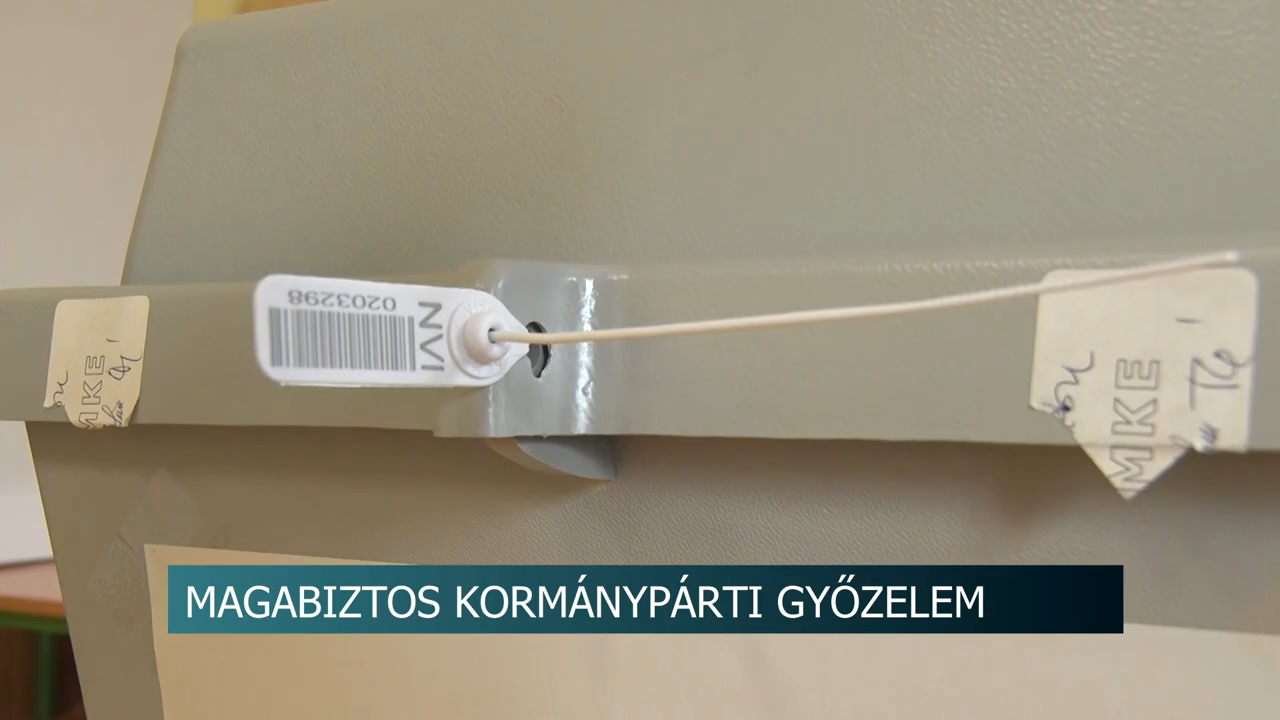 0203298
NVI
MKE
MKE
MAGABIZTOS KORMÁNYPÁRTI GYŐZELEM